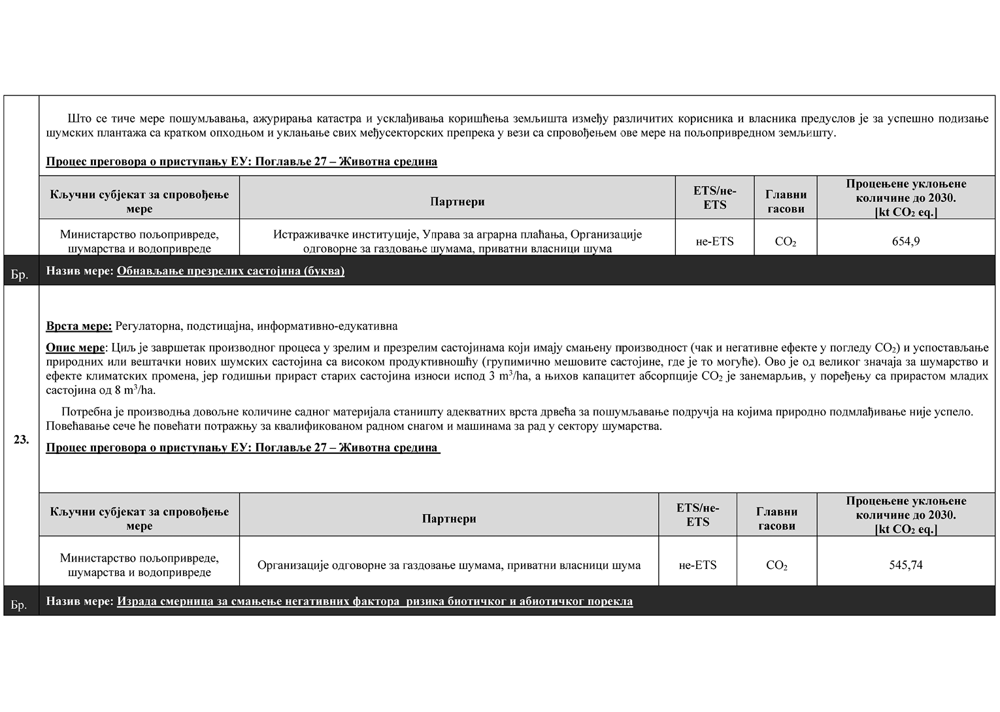 Што се тиче мере пошумљавања, ажурирања катастра и усклађивања коришћења земљишта између различитих корисника и власника предуслов је за успешно подизање
шумских плантажа са кратком опходњом и уклањање свих међусекторских препрека у вези са спровођењем ове мере на пољопривредном земљишту.
Процес преговора о приступању ЕУ: Поглавље 27 – Животна средина
Кључни субјекат за спровођење
мере
Партнери
ETS/не-
ETS
Главни
гасови
Процењене уклоњене
количине до 2030.
[kt CO₂ eq.]
Министарство пољопривреде,
шумарства и водопривреде
Истраживачке институције, Управа за аграрна плаћања, Организације
одговорне за газдовање шумама, приватни власници шума
не-ETS
CO₂
654,9
Бр.
Назив мере: Обнављање презрелих састојина (буква)
23.
Врста мере: Регулаторна, подстицајна, информативно-едукативна
Опис мере: Циљ је завршетак производног процеса у зрелим и презрелим састојинама који имају смањену производност (чак и негативне ефекте у погледу CO₂) и успостављање
природних или вештачки нових шумских састојина са високом продуктивношћу (групимично мешовите састојине, где је то могуће). Ово је од великог значаја за шумарство и
ефекте климатских промена, јер годишњи прираст старих састојина износи испод 3 m³/ha, а њихов капацитет абсорпције CO₂ је занемарљив, у поређењу са прирастом младих
састојина од 8 m³/ha.
Потребна је производња довољне количине садног материјала станишту адекватних врста дрвећа за пошумљавање подручја на којима природно подмлађивање није успело.
Повећавање сече ће повећати потражњу за квалификованом радном снагом и машинама за рад у сектору шумарства.
Процес преговора о приступању ЕУ: Поглавље 27 – Животна средина
Кључни субјекат за спровођење
мере
Партнери
ETS/не-
ETS
Главни
гасови
Процењене уклоњене
количине до 2030.
[kt CO₂ eq.]
Министарство пољопривреде,
шумарства и водопривреде
Организације одговорне за газдовање шумама, приватни власници шума
не-ETS
CO₂
545,74
Бр.
Назив мере: Израда смерница за смањење негативних фактора  ризика биотичког и абиотичког порекла